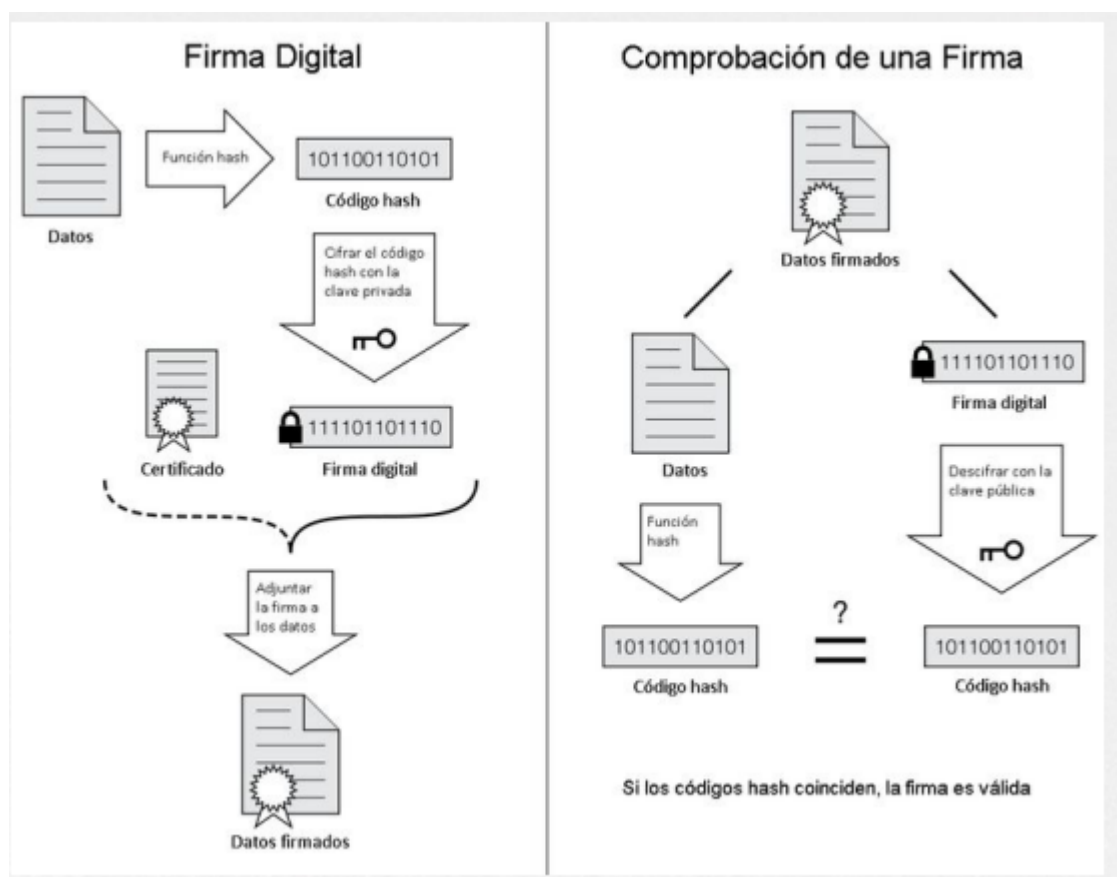 Firma Digital
Función hash
101100110101
Código hash
Datos
Cifrar el código
hash con la
clave privada
111101101110
Certificado
Firma digital
Adjuntar
la firma a
los datos
Datos firmados
Comprobación de una Firma
Datos firmados
111101101110
Firma digital
Datos
Descifrar con la
clave pública
Función
hash
?
101100110101
101100110101
Código hash
Código hash
Si los códigos hash coinciden, la firma es válida